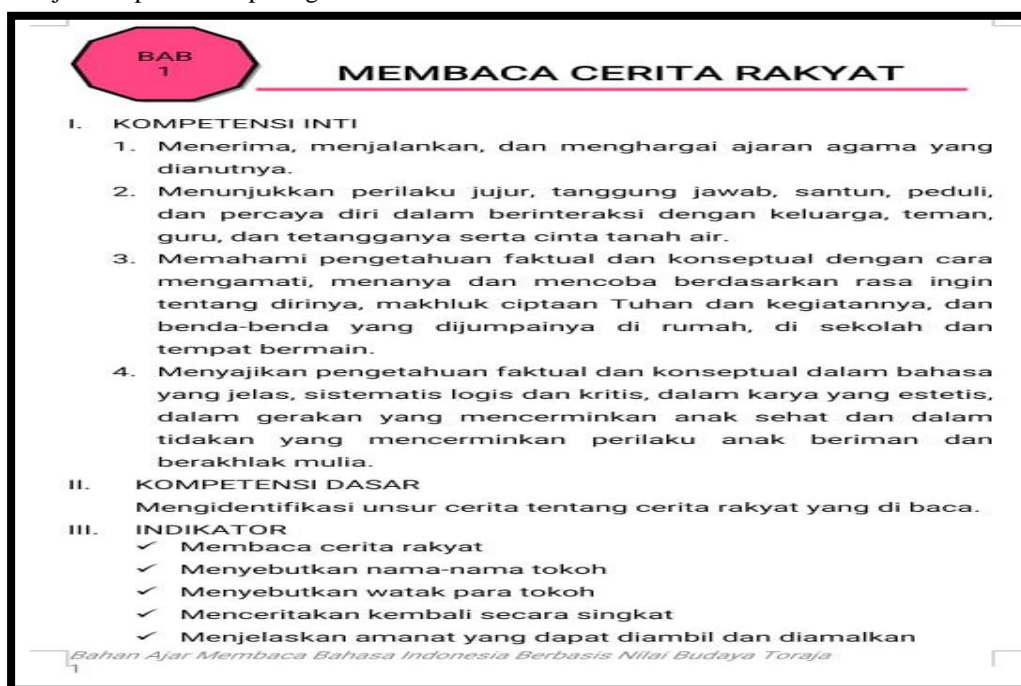 BAB
1
MEMBACA CERITA RAKYAT
I. KOMPETENSI INTI
1. Menerima, menjalankan, dan menghargai ajaran agama yang
dianutnya.
2. Menunjukkan perilaku jujur, tanggung jawab, santun, peduli,
dan percaya diri dalam berinteraksi dengan keluarga, teman,
guru, dan tetangganya serta cinta tanah air.
3. Memahami pengetahuan faktual dan konseptual dengan cara
mengamati, menanya dan mencoba berdasarkan rasa ingin
tentang dirinya, makhluk ciptaan Tuhan dan kegiatannya, dan
benda-benda yang dijumpainya di rumah, di sekolah dan
tempat bermain.
4. Menyajikan pengetahuan faktual dan konseptual dalam bahasa
yang jelas, sistematis logis dan kritis, dalam karya yang estetis,
dalam gerakan yang mencerminkan anak sehat dan dalam
tidakan yang mencerminkan perilaku anak beriman dan
berakhlak mulia.
II. KOMPETENSI DASAR
Mengidentifikasi unsur cerita tentang cerita rakyat yang di baca.
III. INDIKATOR
✓ Membaca cerita rakyat
✓ Menyebutkan nama-nama tokoh
✓ Menyebutkan watak para tokoh
✓ Menceritakan kembali secara singkat
✓ Menjelaskan amanat yang dapat diambil dan diamalkan
Bahan Ajar Membaca Bahasa Indonesia Berbasis Nilai Budaya Toraja
1